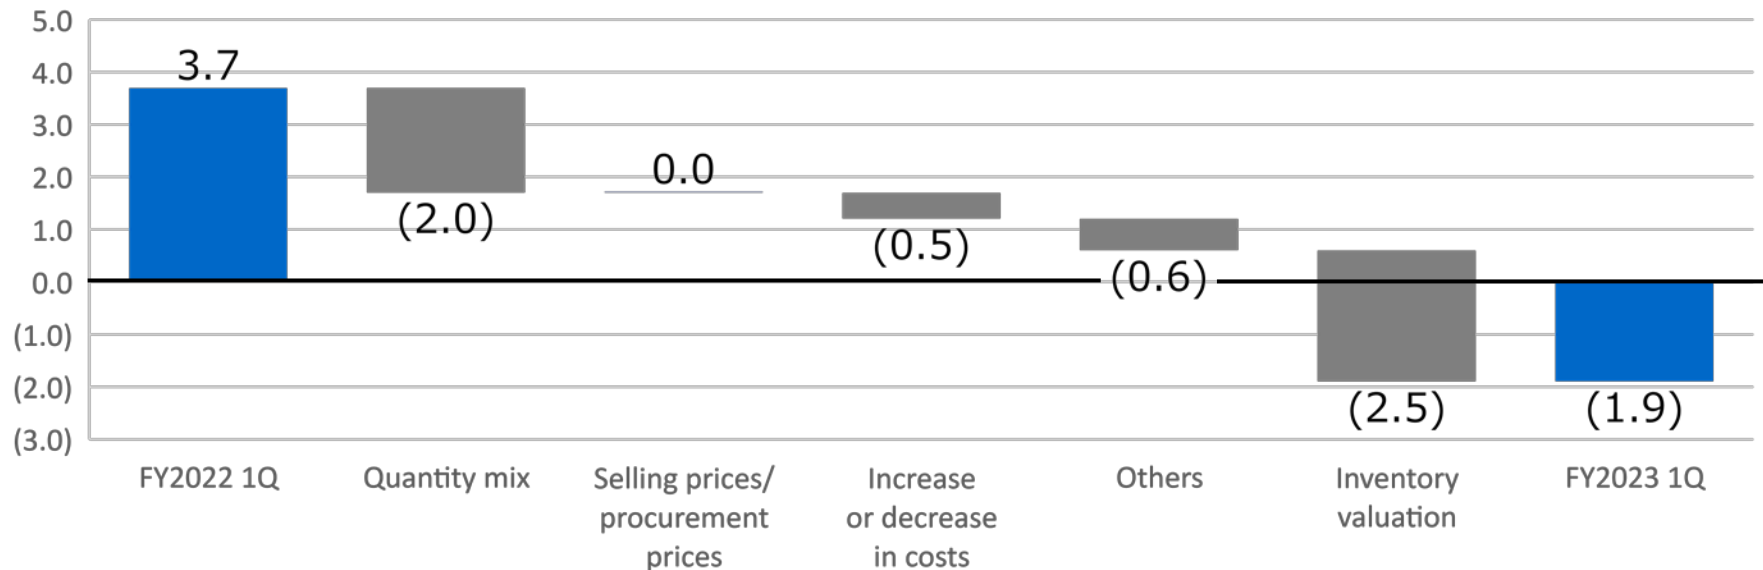 5.0
4.0
3.0
2.0
1.0
0.0
(1.0)
(2.0)
(3.0)
3.7
(2.0)
0.0
(0.5)
(0.6)
(2.5)
(1.9)
FY2022 1Q
Quantity mix
Selling prices/
procurement
prices
Increase
or decrease
in costs
Others
Inventory
valuation
FY2023 1Q